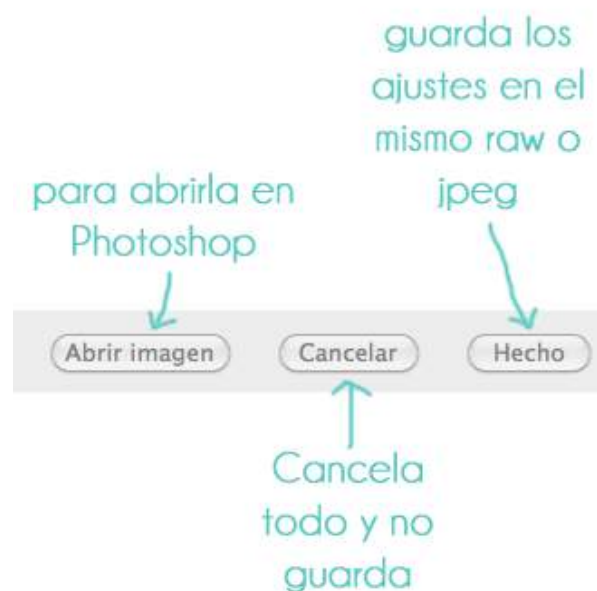 guarda los
ajustes en el
mismo raw o
jpeg
para abrirla en
Photoshop
Abrir imagen
Cancelar
Hecho
Cancela
todo y no
guarda